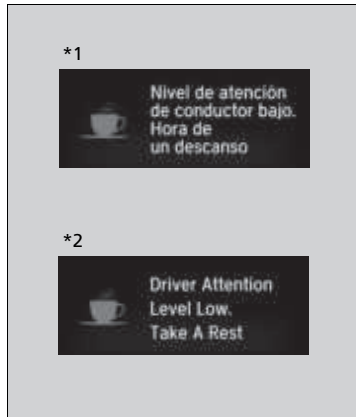 *1
Nivel de atención
de conductor bajo.
Hora de
un descanso
*2
Driver Attention
Level Low.
Take A Rest